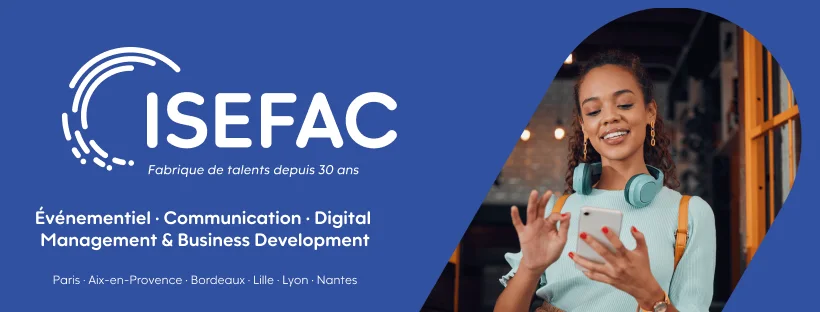 ISEFAC
Fabrique de talents depuis 30 ans
Événementiel · Communication · Digital
Management & Business Development
Paris · Aix-en-Provence · Bordeaux · Lille · Lyon · Nantes